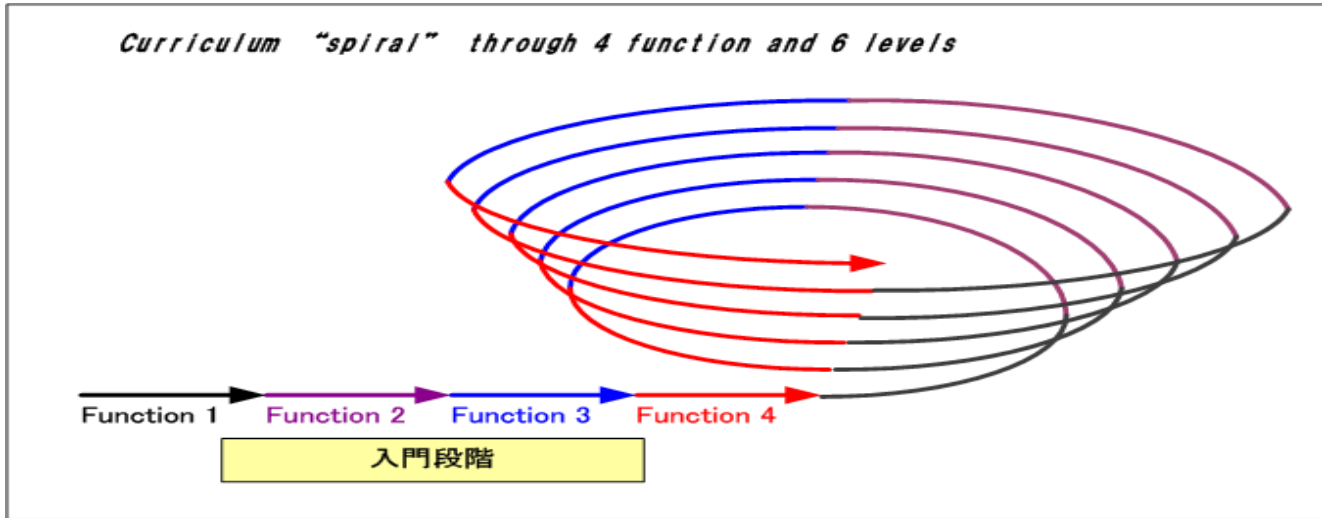 Curriculum “spiral” through 4 function and 6 levels
Function 1 Function 2 Function 3 Function 4
入門段階